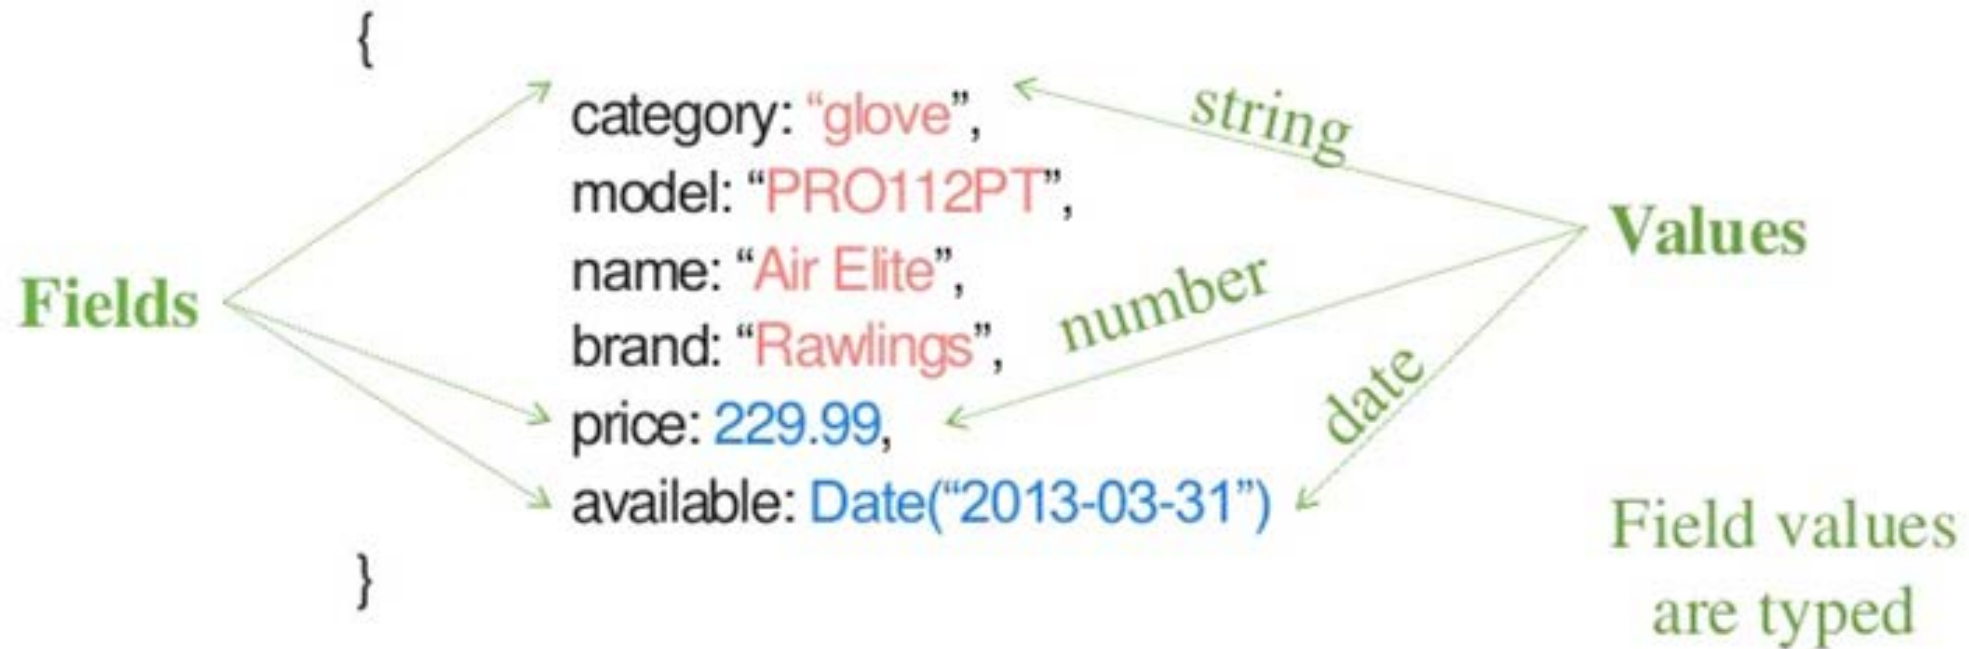 {
category: “glove”,
model: “PRO112PT”,
name: “Air Elite”,
brand: “Rawlings”,
price: 229.99,
available: Date(“2013-03-31”)
}
Fields
string
number
date
Values
Field values
are typed